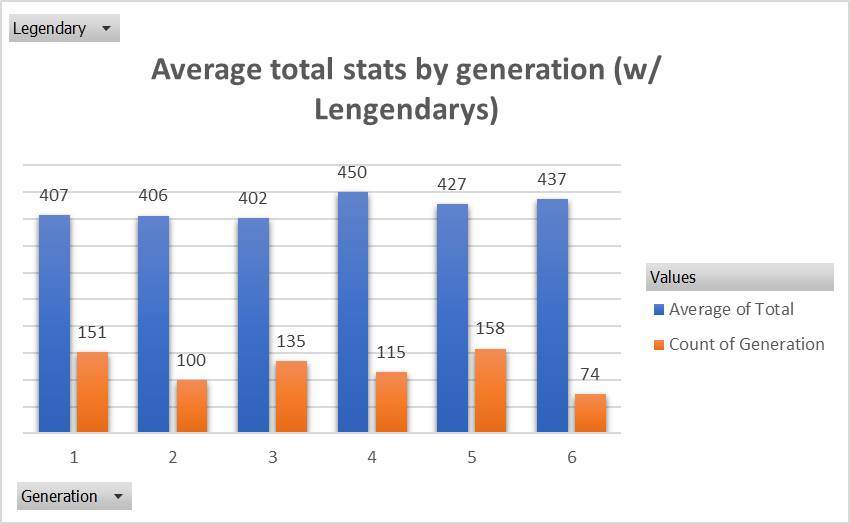 Legendary
Average total stats by generation (w/
Lengendarys)
407 406 402 450 427 437
151 100 135 115 158 74
1 2 3 4 5 6
Values
Average of Total
Count of Generation
Generation